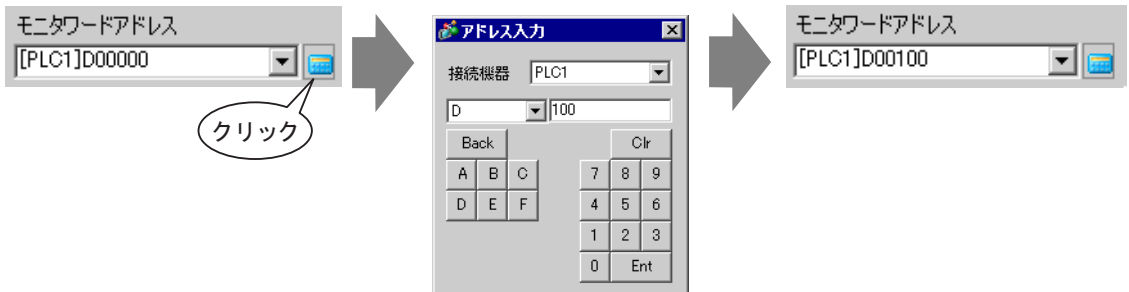 モニタワードアドレス
[PLC1]D00000
クリック
アドレス入力
接続機器 PLC1
D 100
Back Clr
A B C 7 8 9
D E F 4 5 6
1 2 3
0 Ent
モニタワードアドレス
[PLC1]D00100